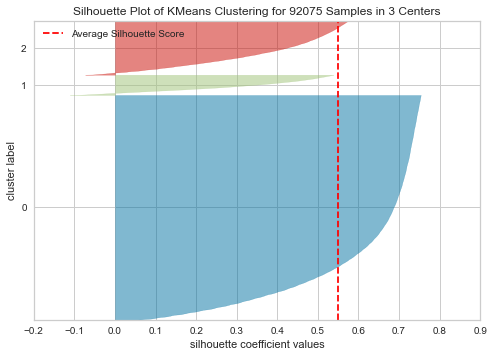 Silhouette Plot of KMeans Clustering for 92075 Samples in 3 Centers
Average Silhouette Score
2
1
0
cluster label
−0.2 −0.1 0.0 0.1 0.2 0.3 0.4 0.5 0.6 0.7 0.8 0.9
silhouette coefficient values